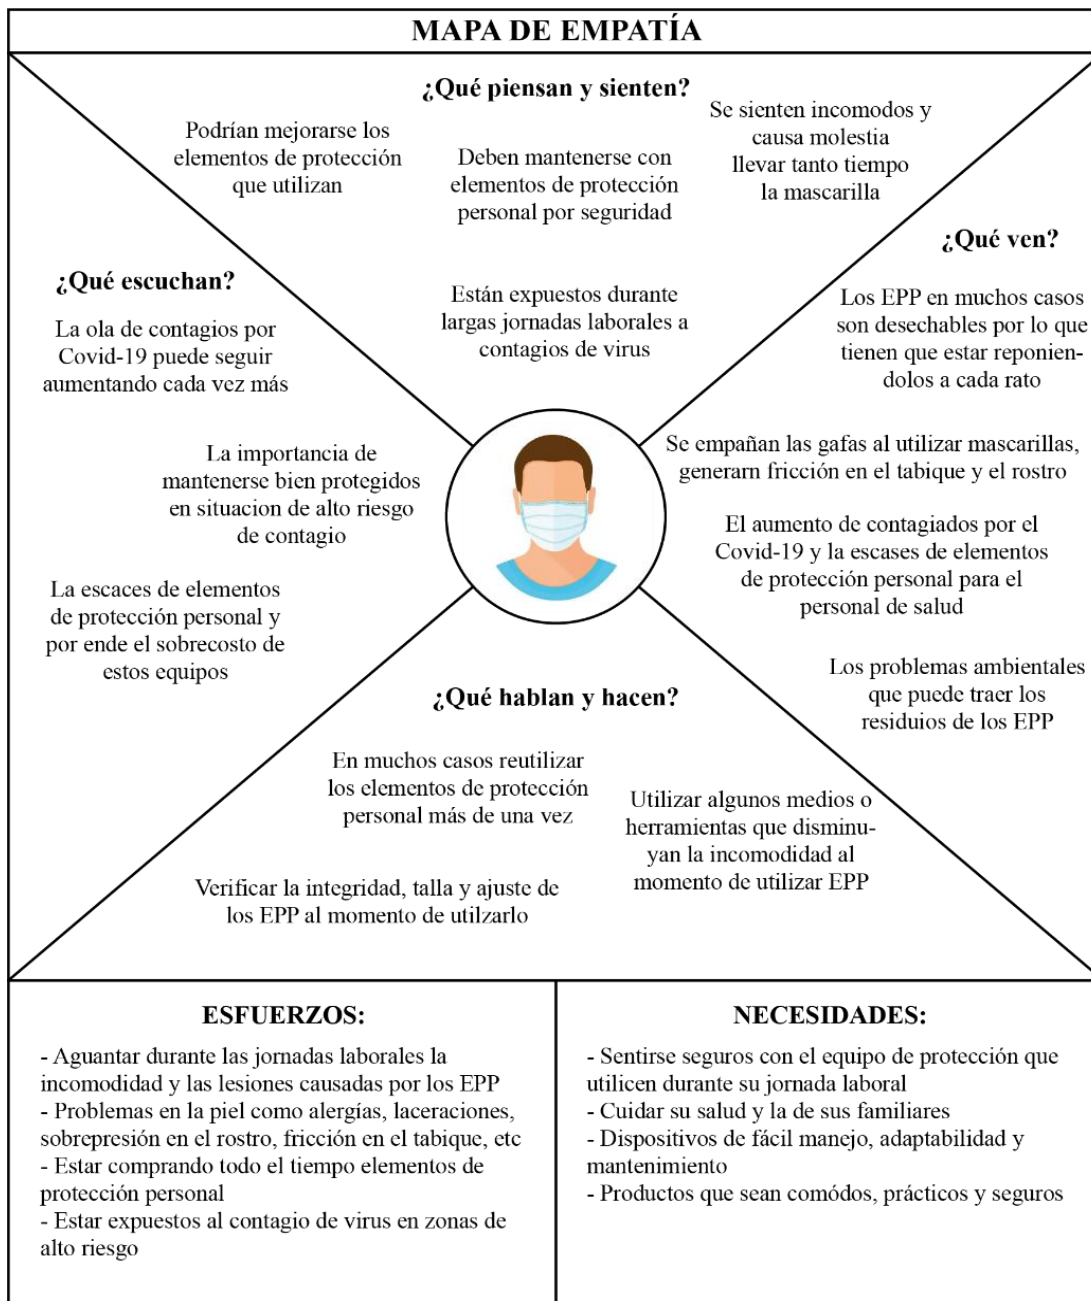 MAPA DE EMPATÍA
¿Qué piensan y sienten?
Podrían mejorarse los
elementos de protección
que utilizan
Deben mantenerse con
elementos de protección
personal por seguridad
Se sienten incomodos y
causa molestia
llevar tanto tiempo
la mascarilla
Están expuestos durante
largas jornadas laborales a
contagios de virus
¿Qué escuchan?
La ola de contagios por
Covid-19 puede seguir
aumentando cada vez más
La importancia de
mantenerse bien protegidos
en situacion de alto riesgo
de contagio
La escaces de elementos
de protección personal y
por ende el sobrecosto de
estos equipos
¿Qué ven?
Los EPP en muchos casos
son desechables por lo que
tienen que estar reponien-
dolos a cada rato
Se empañan las gafas al utilizar mascarillas,
generarn fricción en el tabique y el rostro
El aumento de contagiados por el
Covid-19 y la escases de elementos
de protección personal para el
personal de salud
Los problemas ambientales
que puede traer los
residuios de los EPP
¿Qué hablan y hacen?
En muchos casos reutilizar
los elementos de protección
personal más de una vez
Utilizar algunos medios o
herramientas que disminu-
yan la incomodidad al
momento de utilizar EPP
Verificar la integridad, talla y ajuste de
los EPP al momento de utilzarlo
ESFUERZOS:
- Aguantar durante las jornadas laborales la
incomodidad y las lesiones causadas por los EPP
- Problemas en la piel como alergías, laceraciones,
sobrepresión en el rostro, fricción en el tabique, etc
- Estar comprando todo el tiempo elementos de
protección personal
- Estar expuestos al contagio de virus en zonas de
alto riesgo
NECESIDADES:
- Sentirse seguros con el equipo de protección que
utilicen durante su jornada laboral
- Cuidar su salud y la de sus familiares
- Dispositivos de fácil manejo, adaptabilidad y
mantenimiento
- Productos que sean comódos, prácticos y seguros